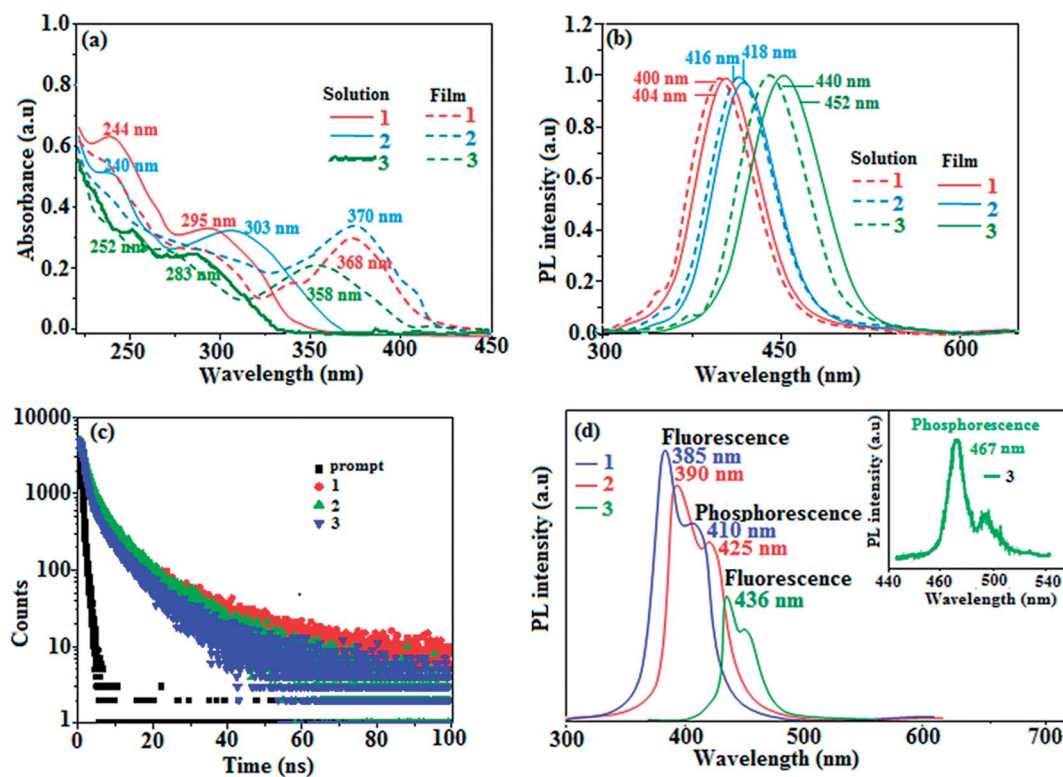 (a)
1.0
0.8
0.6
0.4
0.2
0.0
Absorbance (a.u)
244 nm
240 nm
252 nm
295 nm
303 nm
283 nm
370 nm
368 nm
358 nm
Solution Film
1 1
2 2
3 3
250 300 350 400 450
Wavelength (nm)
(b)
1.0
0.8
0.6
0.4
0.2
0.0
PL intensity (a.u)
416 nm 418 nm
400 nm
404 nm
440 nm
452 nm
Solution Film
1 1
2 2
3 3
300 450 600
Wavelength (nm)
(c)
10000
1000
100
10
1
Counts
prompt
1
2
3
0 20 40 60 80 100
Time (ns)
(d)
PL intensity (a.u)
1
2
3
Fluorescence
385 nm
390 nm
Phosphorescence
410 nm
425 nm
Fluorescence
436 nm
300 400 500 600 700
Wavelength (nm)
PL intensity (a.u)
Phosphorescence
467 nm
3
440 460 500 540
Wavelength (nm)